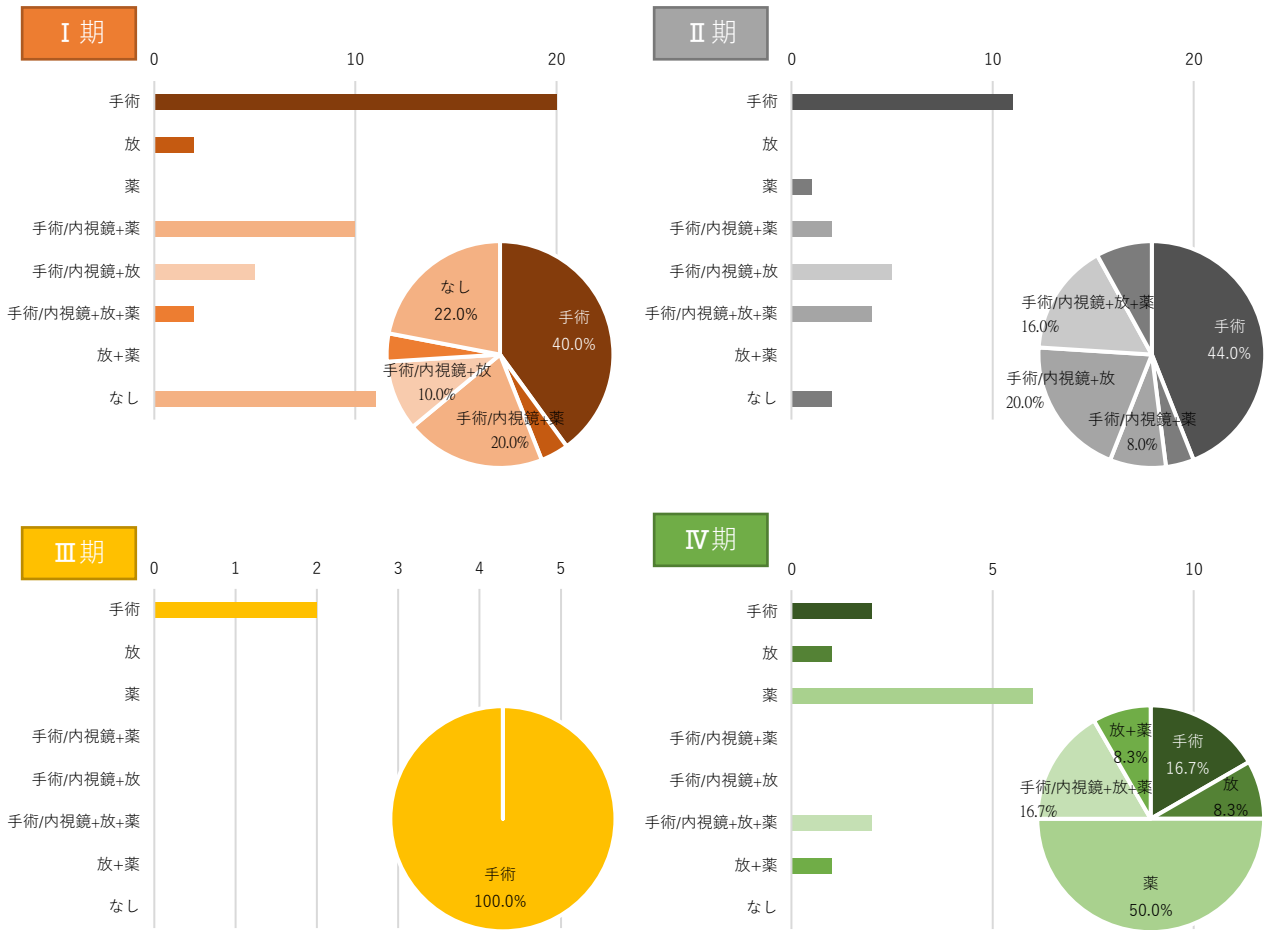 Ⅰ 期
0 10 20
手術
放
薬
手術/内視鏡+薬
手術/内視鏡+放
手術/内視鏡+放+薬
放+薬
なし
なし
22.0%
手術
40.0%
手術/内視鏡+放
10.0%
手術/内視鏡+薬
20.0%
Ⅱ 期
0 10 20
手術
放
薬
手術/内視鏡+薬
手術/内視鏡+放
手術/内視鏡+放+薬
放+薬
なし
手術/内視鏡+放+薬
16.0%
手術
44.0%
手術/内視鏡+放
20.0%
手術/内視鏡+薬
8.0%
Ⅲ 期
0 1 2 3 4 5
手術
放
薬
手術/内視鏡+薬
手術/内視鏡+放
手術/内視鏡+放+薬
放+薬
なし
手術
100.0%
Ⅳ 期
0 5 10
手術
放
薬
手術/内視鏡+薬
手術/内視鏡+放
手術/内視鏡+放+薬
放+薬
なし
放+薬
8.3%
手術
16.7%
手術/内視鏡+放+薬
16.7%
放
8.3%
薬
50.0%